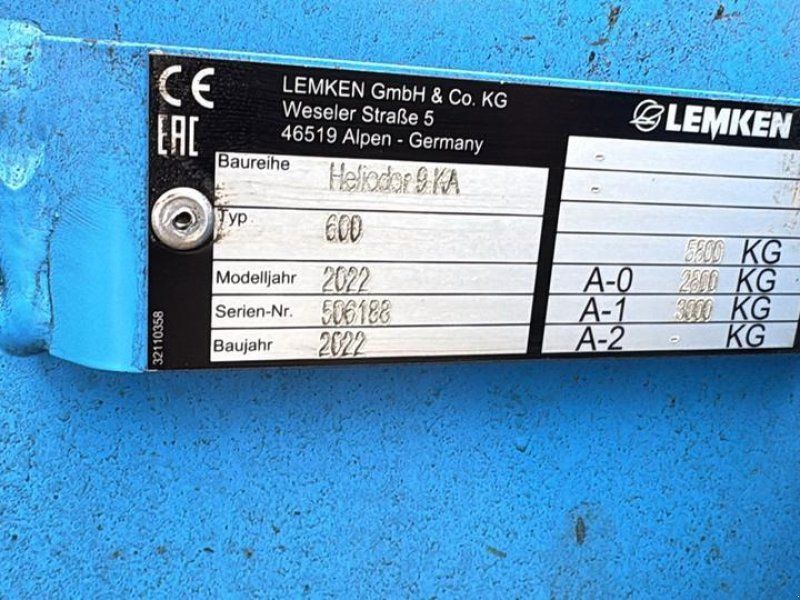 CE
EAC
LEMKEN GmbH & Co. KG
Weseler Straße 5
46519 Alpen - Germany
LEMKEN
Baureihe Heliodor 9 KA
Typ 600
Modelljahr 2022
Serien-Nr. 506188
Baujahr 2022
-
-
5800 KG
A-0 2800 KG
A-1 3000 KG
A-2 - KG
32110358